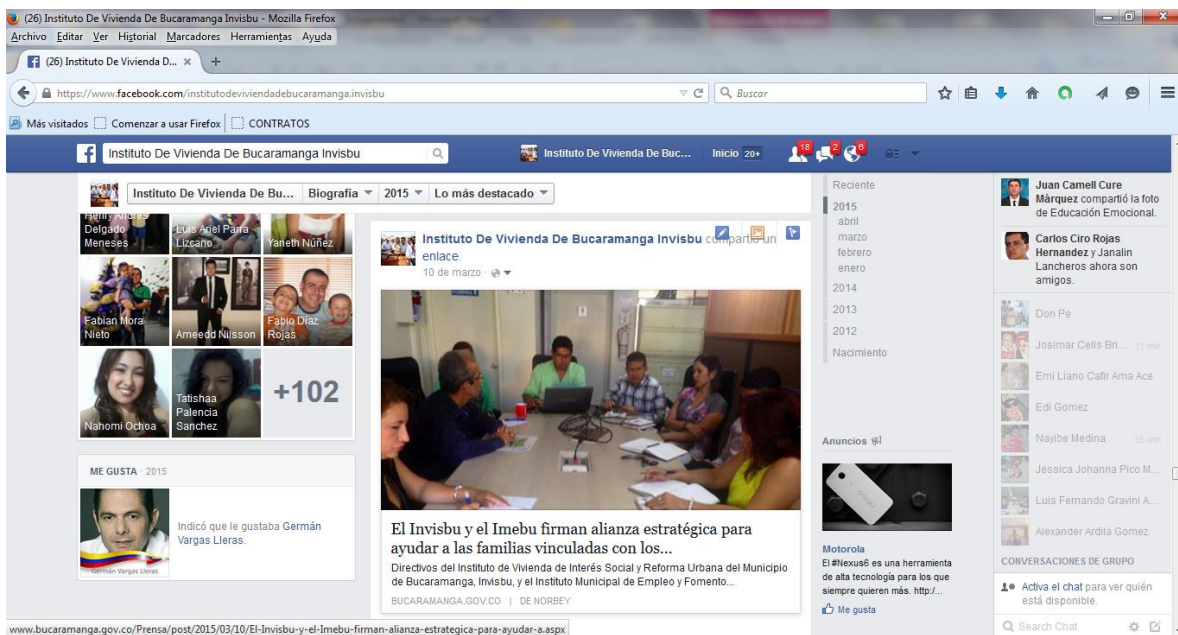 (26) Instituto De Vivienda De Bucaramanga Invisbu - Mozilla Firefox
Archivo Editar Ver Historial Marcadores Herramientas Ayuda
(26) Instituto De Vivienda D...
https://www.facebook.com/institutodeviviendadebucaramanga.invisbu
Buscar
Más visitados Comenzar a usar Firefox CONTRATOS
Instituto De Vivienda De Bucaramanga Invisbu
Instituto De Vivienda De Buc... Inicio 20+ 18 2 6
Instituto De Vivienda De Bu... Biografía 2015 Lo más destacado
Henry Andrés
Delgado
Meneses
Luis Ariel Parra
Lizcano
Yaneth Núñez
Fabian Mora
Nieto
Ameedd Nilsson
Fabio Diaz
Rojas
Nahomi Ochoa
Tatishaa
Palencia
Sanchez
+102
ME GUSTA · 2015
Indicó que le gustaba Germán
Vargas Lleras.
Germán Vargas Lleras
Instituto De Vivienda De Bucaramanga Invisbu compartió un
enlace.
10 de marzo ·
El Invisbu y el Imebu firman alianza estratégica para
ayudar a las familias vinculadas con los...
Directivos del Instituto de Vivienda de Interés Social y Reforma Urbana del Municipio
de Bucaramanga, Invisbu, y el Instituto Municipal de Empleo y Fomento...
BUCARAMANGA.GOV.CO | DE NORBEY
Reciente
2015
abril
marzo
febrero
enero
2014
2013
2012
Nacimiento
Anuncios
Motorola
El #Nexus6 es una herramienta
de alta tecnología para los que
siempre quieren más. http:/...
Me gusta
Juan Camell Cure
Márquez compartió la foto
de Educación Emocional.
Carlos Ciro Rojas
Hernandez y Janalin
Lancheros ahora son
amigos.
Don Pe
Josimar Celis Bri... 11 min
Emi Liano Cafir Ama Ace
Edi Gomez
Nayibe Medina 15 min
Jessica Johanna Pico M...
Luis Fernando Gravini A...
Alexander Ardila Gomez
CONVERSACIONES DE GRUPO
Activa el chat para ver quién
está disponible.
Search Chat
www.bucaramanga.gov.co/Prensa/post/2015/03/10/El-Invisbu-y-el-Imebu-firman-alianza-estrategica-para-ayudar-a.aspx